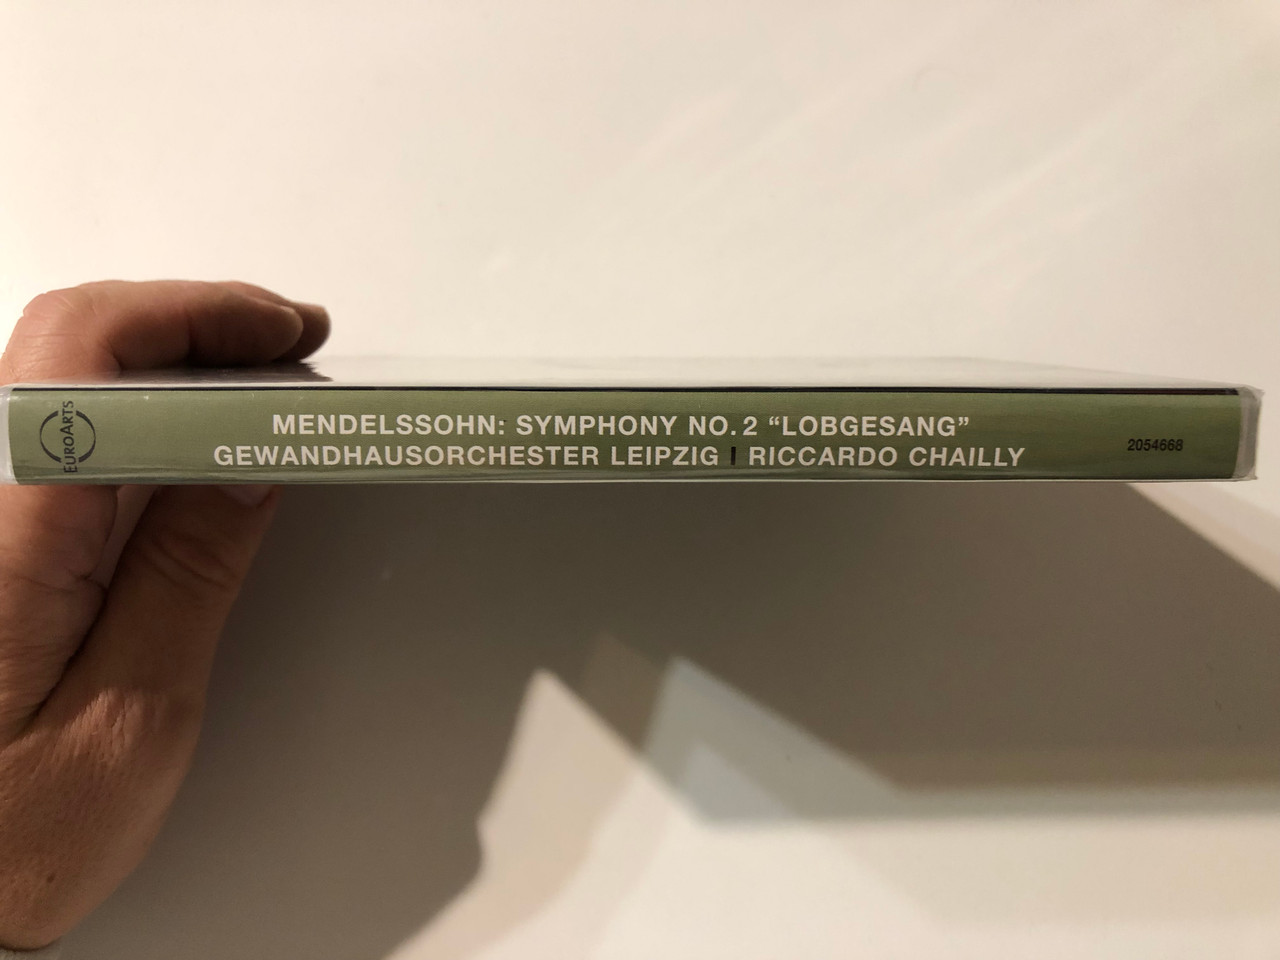 EUROARTS
MENDELSSOHN: SYMPHONY NO. 2 “LOBGESANG”
GEWANDHAUSORCHESTER LEIPZIG | RICCARDO CHAILLY
2054668